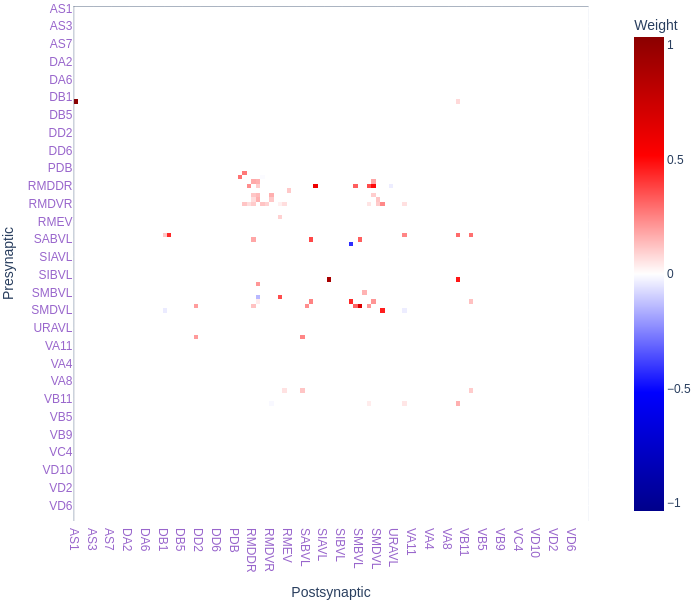 Weight
1
0.5
0
−0.5
−1
Presynaptic
AS1
AS3
AS7
DA2
DA6
DB1
DB5
DD2
DD6
PDB
RMDDR
RMDVR
RMEV
SABVL
SIAVL
SIBVL
SMBVL
SMDVL
URAVL
VA11
VA4
VA8
VB11
VB5
VB9
VC4
VD10
VD2
VD6
AS1
AS3
AS7
DA2
DA6
DB1
DB5
DD2
DD6
PDB
RMDDR
RMDVR
RMEV
SABVL
SIAVL
SIBVL
SMBVL
SMDVL
URAVL
VA11
VA4
VA8
VB11
VB5
VB9
VC4
VD10
VD2
VD6
Postsynaptic